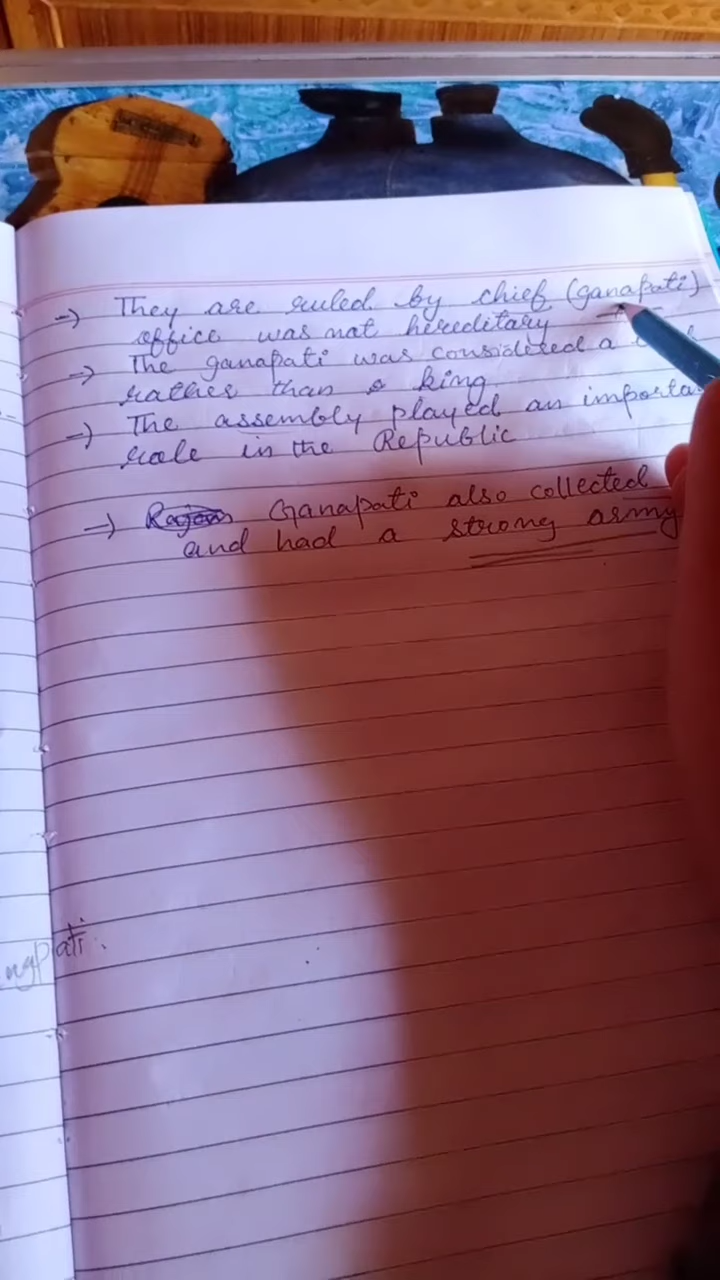 → They are ruled by chief (ganapati)
office was not hereditary
→ The ganapati was considered a
rather than a king
→ The assembly played an importa
role in the Republic
→ Ganapati also collected
and had a strong army
ngpati.